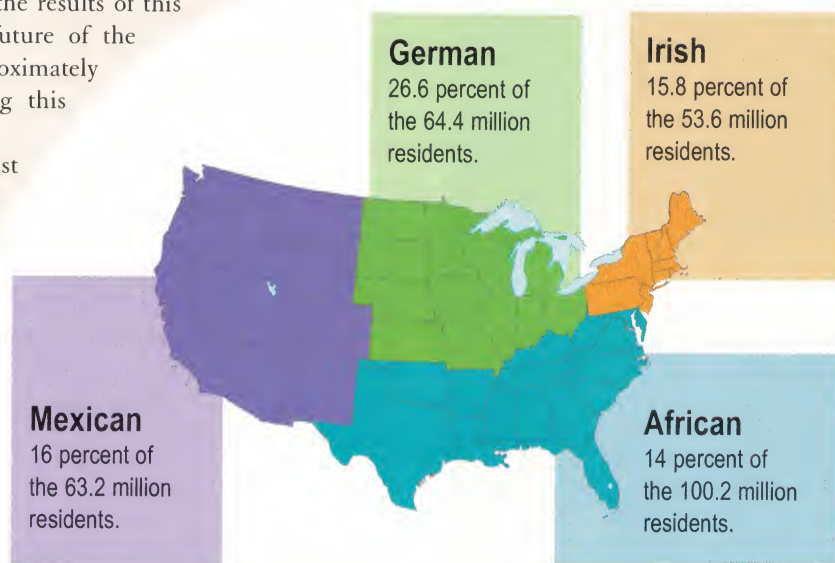 the results of this
future of the
oximately
g this
st
German
26.6 percent of
the 64.4 million
residents.
Irish
15.8 percent of
the 53.6 million
residents.
Mexican
16 percent of
the 63.2 million
residents.
African
14 percent of
the 100.2 million
residents.